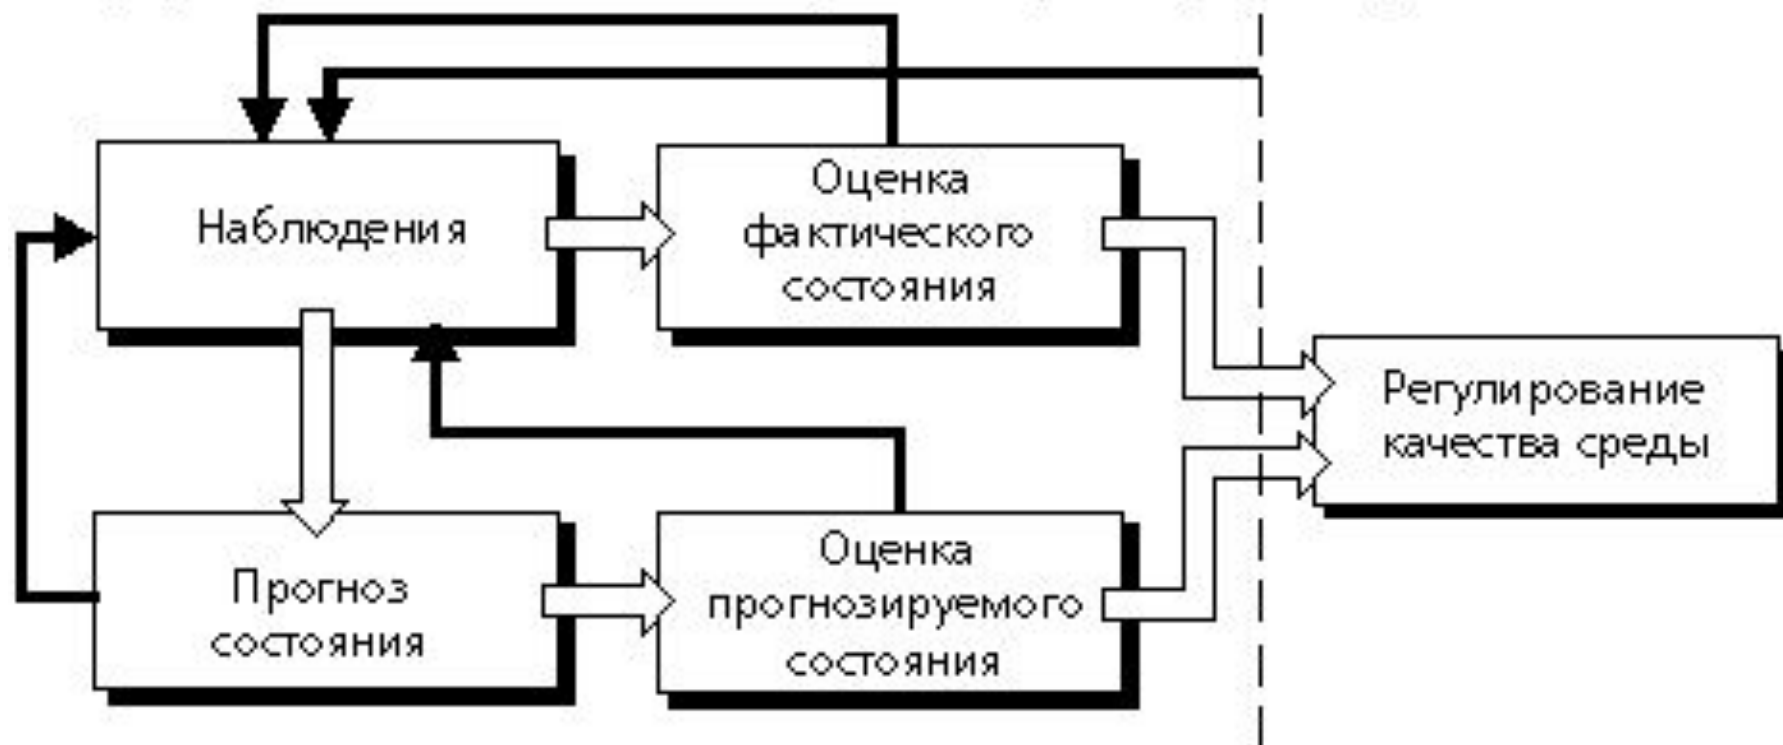 Наблюдения
Оценка
фактического
состояния
Регулирование
качества среды
Прогноз
состояния
Оценка
прогнозируемого
состояния